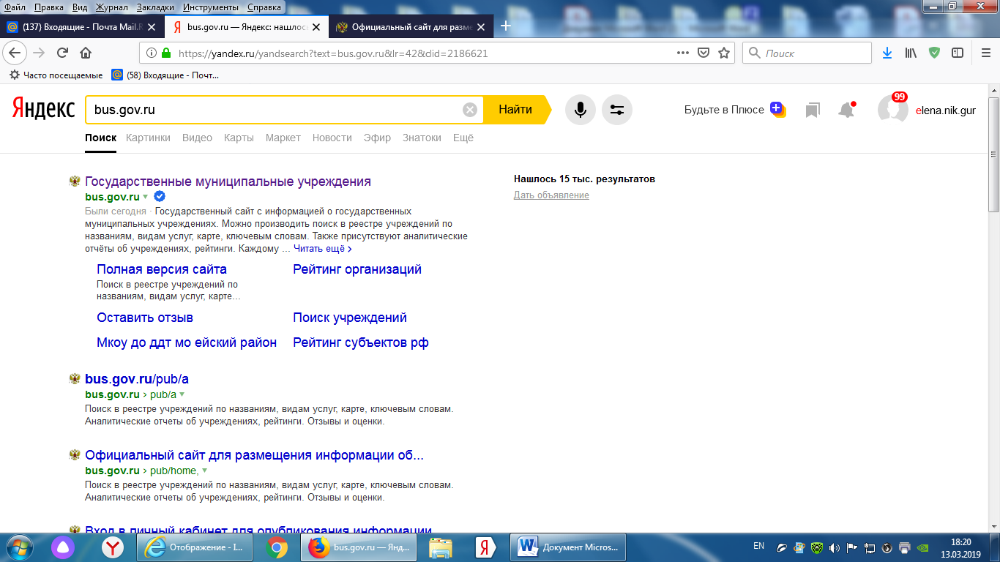 Файл Правка Вид Журнал Закладки Инструменты Справка
(137) Входящие - Почта Mail.R
bus.gov.ru — Яндекс: нашлось
Официальный сайт для разме
https://yandex.ru/yandsearch?text=bus.gov.ru&lr=42&clid=2186621
Поиск
Часто посещаемые
(58) Входящие - Почт...
Яндекс
bus.gov.ru
Найти
Будьте в Плюсе
99
elena.nik.gur
Поиск Картинки Видео Карты Маркет Новости Эфир Знатоки Ещё
Государственные муниципальные учреждения
bus.gov.ru
Были сегодня · Государственный сайт с информацией о государственных
муниципальных учреждениях. Можно производить поиск в реестре учреждений по
названиям, видам услуг, карте, ключевым словам. Также присутствуют аналитические
отчёты об учреждениях, рейтинги. Каждому ... Читать ещё >
Полная версия сайта
Поиск в реестре учреждений по
названиям, видам услуг, карте...
Рейтинг организаций
Оставить отзыв
Поиск учреждений
Мкоу до ддт мо ейский район
Рейтинг субъектов рф
Нашлось 15 тыс. результатов
Дать объявление
bus.gov.ru/pub/a
bus.gov.ru > pub/a
Поиск в реестре учреждений по названиям, видам услуг, карте, ключевым словам.
Аналитические отчеты об учреждениях, рейтинги. Отзывы и оценки.
Официальный сайт для размещения информации об...
bus.gov.ru > pub/home,
Поиск в реестре учреждений по названиям, видам услуг, карте, ключевым словам.
Аналитические отчеты об учреждениях, рейтинги. Отзывы и оценки.
Вход в личный кабинет для опубликования информации
Отображение - I...
bus.gov.ru — Янд...
Документ Micros...
EN
18:20
13.03.2019